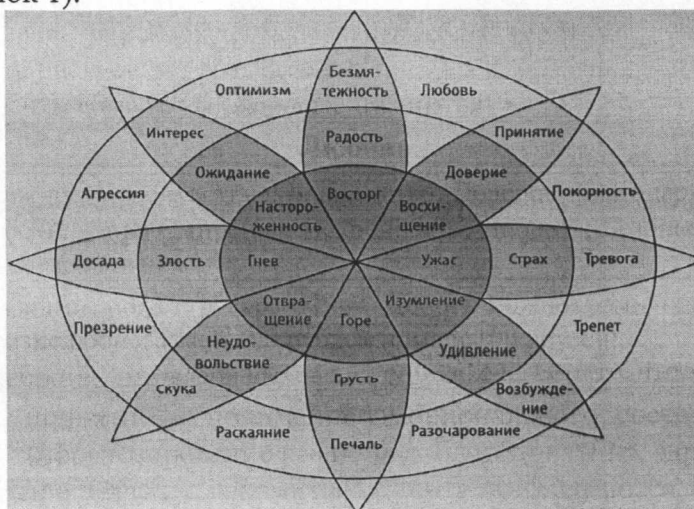 1).
Безмя-
тежность
Оптимизм
Любовь
Интерес
Радость
Принятие
Ожидание
Доверие
Агрессия
Восторг
Покорность
Насторо-
женность
Восхи-
щение
Досада
Злость
Гнев
Ужас
Страх
Тревога
Отвра-
щение
Изумление
Презрение
Горе
Трепет
Неудо-
вольствие
Удивление
Скука
Грусть
Возбужде-
ние
Раскаяние
Печаль
Разочарование